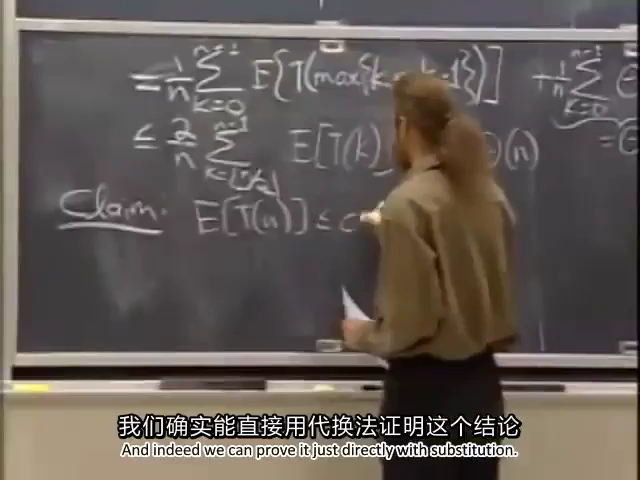 = 1/n Σ_{k=0}^{n-1} E[T(max{k, n-k-1})] + 1/n Σ_{k=0}^{n-1} Θ
≤ 2/n Σ_{k=⌊n/2⌋}^{n-1} E[T(k)] Θ(n) = Θ
Claim: E[T(n)] ≤ c
我们确实能直接用代换法证明这个结论
And indeed we can prove it just directly with substitution.